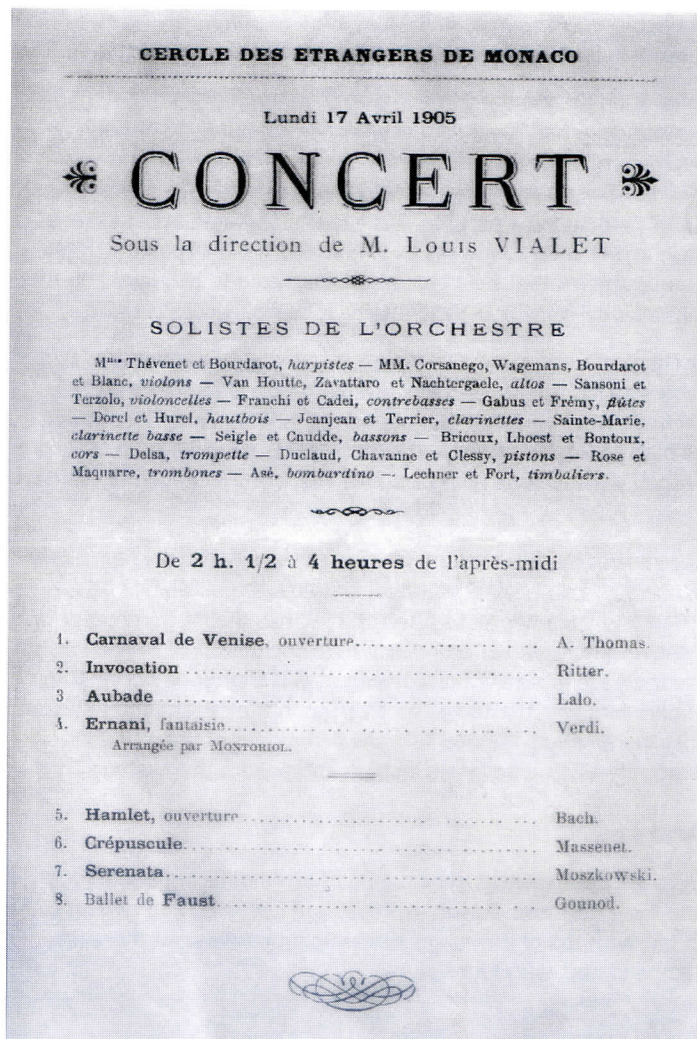 CERCLE DES ETRANGERS DE MONACO
Lundi 17 Avril 1905
CONCERT
Sous la direction de M. Louis VIALET
SOLISTES DE L'ORCHESTRE
Mmes Thévenet et Bourdarot, harpistes — MM. Corsanego, Wagemans, Bourdarot
et Blanc, violons — Van Houtte, Zavattaro et Nachtergaele, altos — Sansoni et
Terzolo, violoncelles — Franchi et Cadei, contrebasses — Gabus et Frémy, flûtes
— Dorel et Hurel, hautbois — Jeanjean et Terrier, clarinettes — Sainte-Marie,
clarinette basse — Seigle et Cnudde, bassons — Bricoux, Lhoest et Bontoux,
cors — Delsa, trompette — Duclaud, Chavanne et Clessy, pistons — Rose et
Maquarre, trombones — Asé, bombardino — Lechner et Fort, timbaliers.
De 2 h. 1/2 à 4 heures de l'après-midi
1. Carnaval de Venise, ouverture.................. A. Thomas.
2. Invocation .................. Ritter.
3 Aubade .................. Lalo.
4. Ernani, fantaisie.................. Verdi.
Arrangée par MONTORIOL.
5. Hamlet, ouverture .................. Bach.
6. Crépuscule.................. Massenet.
7. Serenata.................. Moszkowski.
8. Ballet de Faust.................. Gounod.